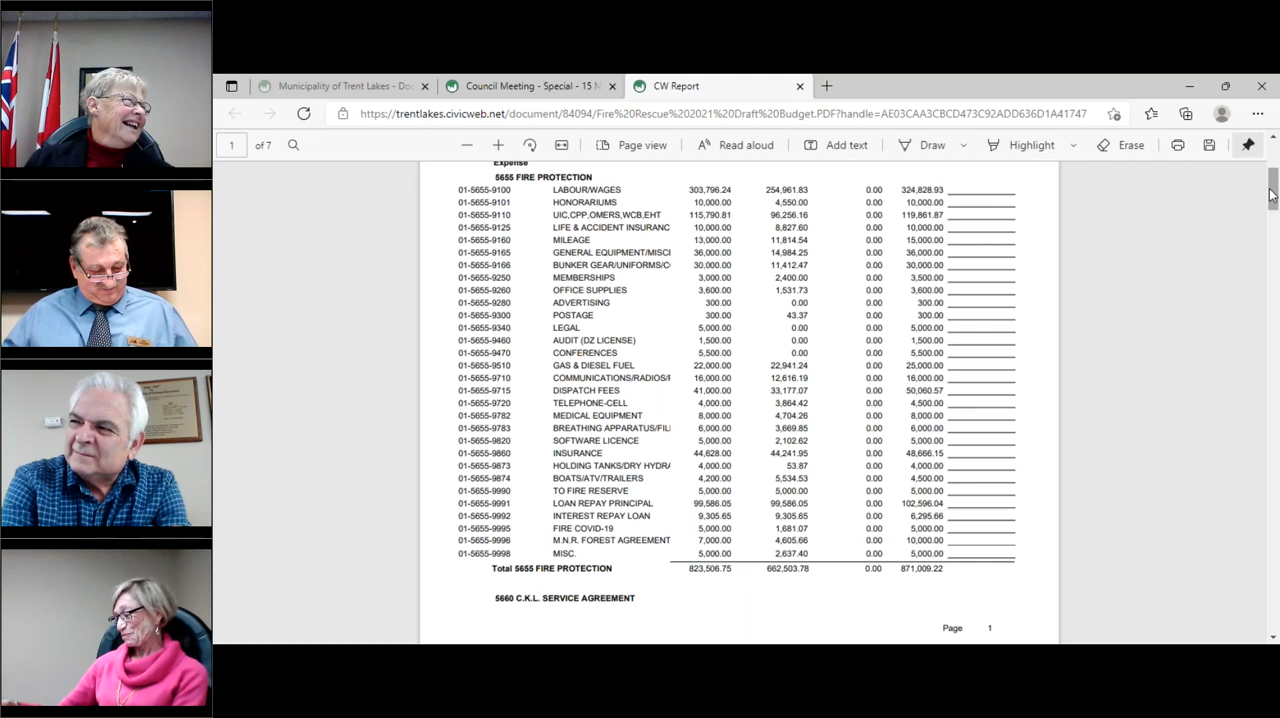 Municipality of Trent Lakes - Doc
Council Meeting - Special - 15 N
CW Report
https://trentlakes.civicweb.net/document/84094/Fire%20Rescue%202021%20Draft%20Budget.PDF?handle=AE03CAA3CBCD473C92ADD636D1A41747
1 of 7 Page view Read aloud Add text Draw Highlight Erase
Expense
5655 FIRE PROTECTION
01-5655-9100 LABOUR/WAGES 303,796.24 254,961.83 0.00 324,828.93
01-5655-9101 HONORARIUMS 10,000.00 4,550.00 0.00 10,000.00
01-5655-9110 UIC,CPP,OMERS,WCB,EHT 115,790.81 96,256.16 0.00 119,861.87
01-5655-9125 LIFE & ACCIDENT INSURANC 10,000.00 8,827.60 0.00 10,000.00
01-5655-9160 MILEAGE 13,000.00 11,814.54 0.00 15,000.00
01-5655-9165 GENERAL EQUIPMENT/MISCI 36,000.00 14,984.25 0.00 36,000.00
01-5655-9166 BUNKER GEAR/UNIFORMS/C 30,000.00 11,412.47 0.00 30,000.00
01-5655-9250 MEMBERSHIPS 3,000.00 2,400.00 0.00 3,500.00
01-5655-9260 OFFICE SUPPLIES 3,600.00 1,531.73 0.00 3,600.00
01-5655-9280 ADVERTISING 300.00 0.00 0.00 300.00
01-5655-9300 POSTAGE 300.00 43.37 0.00 300.00
01-5655-9340 LEGAL 5,000.00 0.00 0.00 5,000.00
01-5655-9460 AUDIT (DZ LICENSE) 1,500.00 0.00 0.00 1,500.00
01-5655-9470 CONFERENCES 5,500.00 0.00 0.00 5,500.00
01-5655-9510 GAS & DIESEL FUEL 22,000.00 22,941.24 0.00 25,000.00
01-5655-9710 COMMUNICATIONS/RADIOS/F 16,000.00 12,616.19 0.00 16,000.00
01-5655-9715 DISPATCH FEES 41,000.00 33,177.07 0.00 50,060.57
01-5655-9720 TELEPHONE-CELL 4,000.00 3,864.42 0.00 4,500.00
01-5655-9782 MEDICAL EQUIPMENT 8,000.00 4,704.26 0.00 8,000.00
01-5655-9783 BREATHING APPARATUS/FIL 6,000.00 3,669.85 0.00 6,000.00
01-5655-9820 SOFTWARE LICENCE 5,000.00 2,102.62 0.00 5,000.00
01-5655-9860 INSURANCE 44,628.00 44,241.95 0.00 48,666.15
01-5655-9873 HOLDING TANKS/DRY HYDRA 4,000.00 53.87 0.00 4,000.00
01-5655-9874 BOATS/ATV/TRAILERS 4,200.00 5,534.53 0.00 4,500.00
01-5655-9990 TO FIRE RESERVE 5,000.00 5,000.00 0.00 5,000.00
01-5655-9991 LOAN REPAY PRINCIPAL 99,586.05 99,586.05 0.00 102,596.04
01-5655-9992 INTEREST REPAY LOAN 9,305.65 9,305.65 0.00 6,295.66
01-5655-9995 FIRE COVID-19 5,000.00 1,681.07 0.00 5,000.00
01-5655-9996 M.N.R. FOREST AGREEMENT 7,000.00 4,605.66 0.00 10,000.00
01-5655-9998 MISC. 5,000.00 2,637.40 0.00 5,000.00
Total 5655 FIRE PROTECTION 823,506.75 662,503.78 0.00 871,009.22
5660 C.K.L. SERVICE AGREEMENT
Page 1